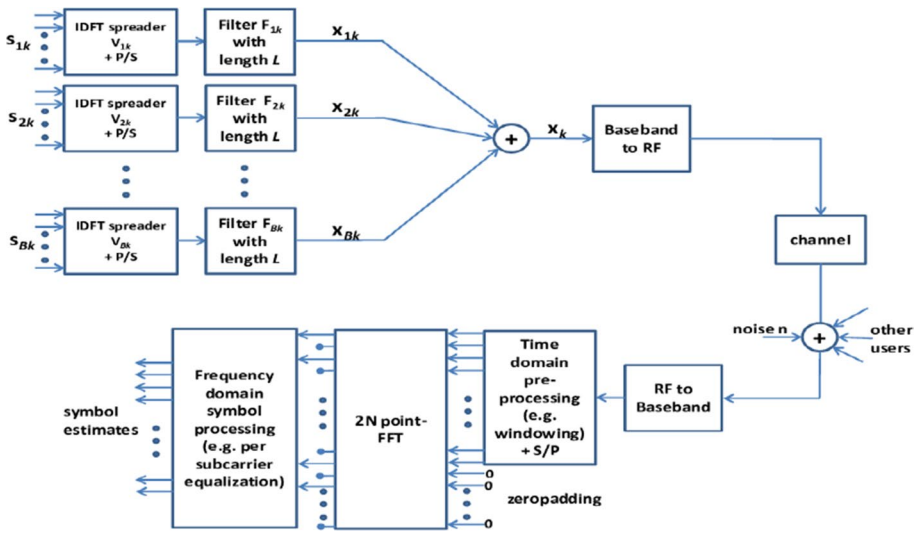 S1k
IDFT spreader
V1k
+ P/S
Filter F1k
with
length L
x1k
S2k
IDFT spreader
V2k
+ P/S
Filter F2k
with
length L
x2k
SBk
IDFT spreader
VBk
+ P/S
Filter FBk
with
length L
xBk
+
xk
Baseband
to RF
channel
noise n
+
other
users
RF to
Baseband
Time
domain
pre-
processing
(e.g.
windowing)
+ S/P
0
0
0
zeropadding
2N point-
FFT
Frequency
domain
symbol
processing
(e.g. per
subcarrier
equalization)
symbol
estimates